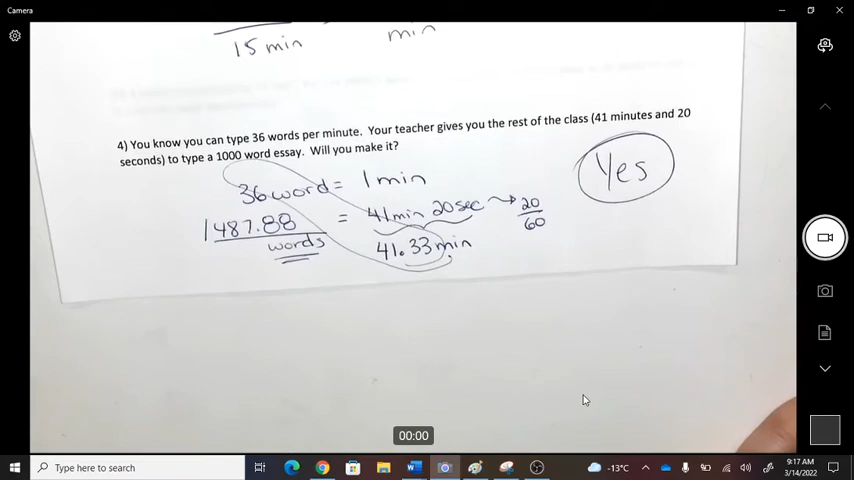 Camera
15 min
min
4) You know you can type 36 words per minute. Your teacher gives you the rest of the class (41 minutes and 20
seconds) to type a 1000 word essay. Will you make it?
Yes
36 word = 1 min
1487.88 = 41 min 20 sec → 20/60
words
41.33 min
00:00
Type here to search
-13°C
9:17 AM
3/14/2022